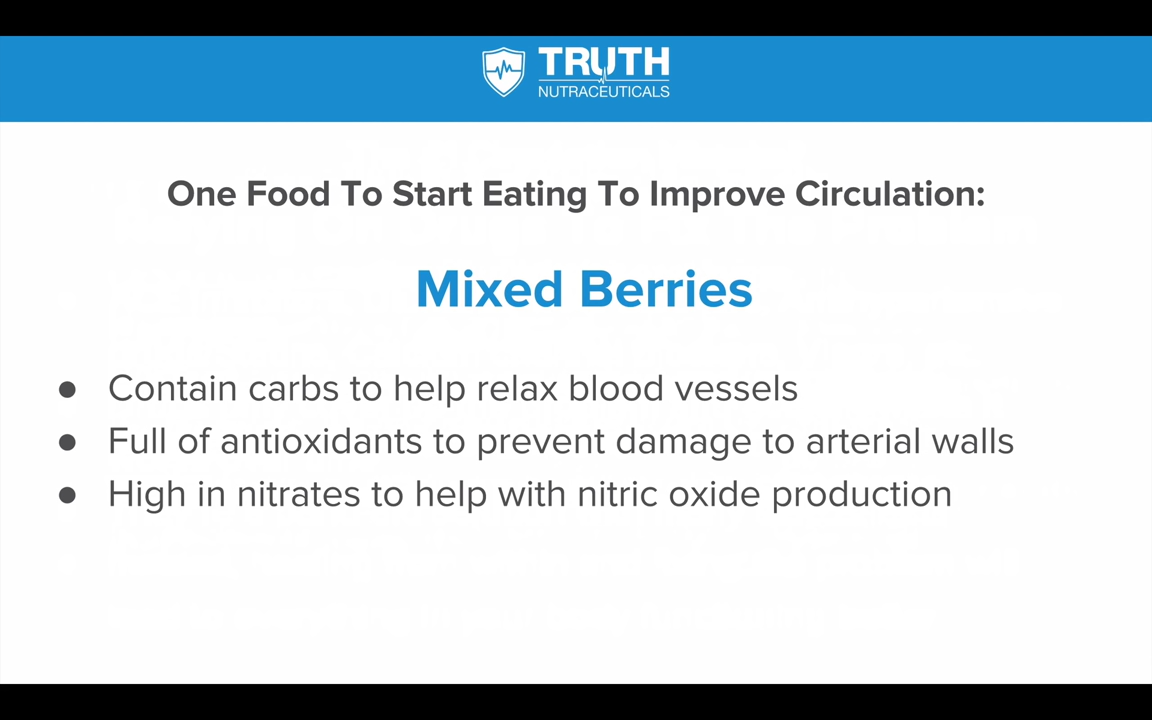 TRUTH
NUTRACEUTICALS
One Food To Start Eating To Improve Circulation:
Mixed Berries
● Contain carbs to help relax blood vessels
● Full of antioxidants to prevent damage to arterial walls
● High in nitrates to help with nitric oxide production